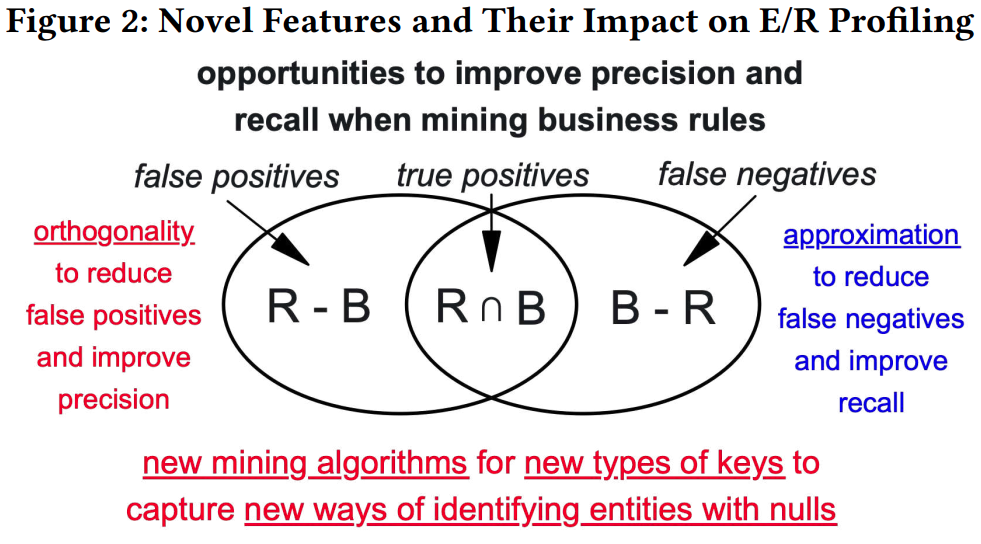 Figure 2: Novel Features and Their Impact on E/R Profiling
opportunities to improve precision and
recall when mining business rules
false positives
true positives
false negatives
orthogonality
to reduce
false positives
and improve
precision
R - B
R ∩ B
B - R
approximation
to reduce
false negatives
and improve
recall
new mining algorithms for new types of keys to
capture new ways of identifying entities with nulls